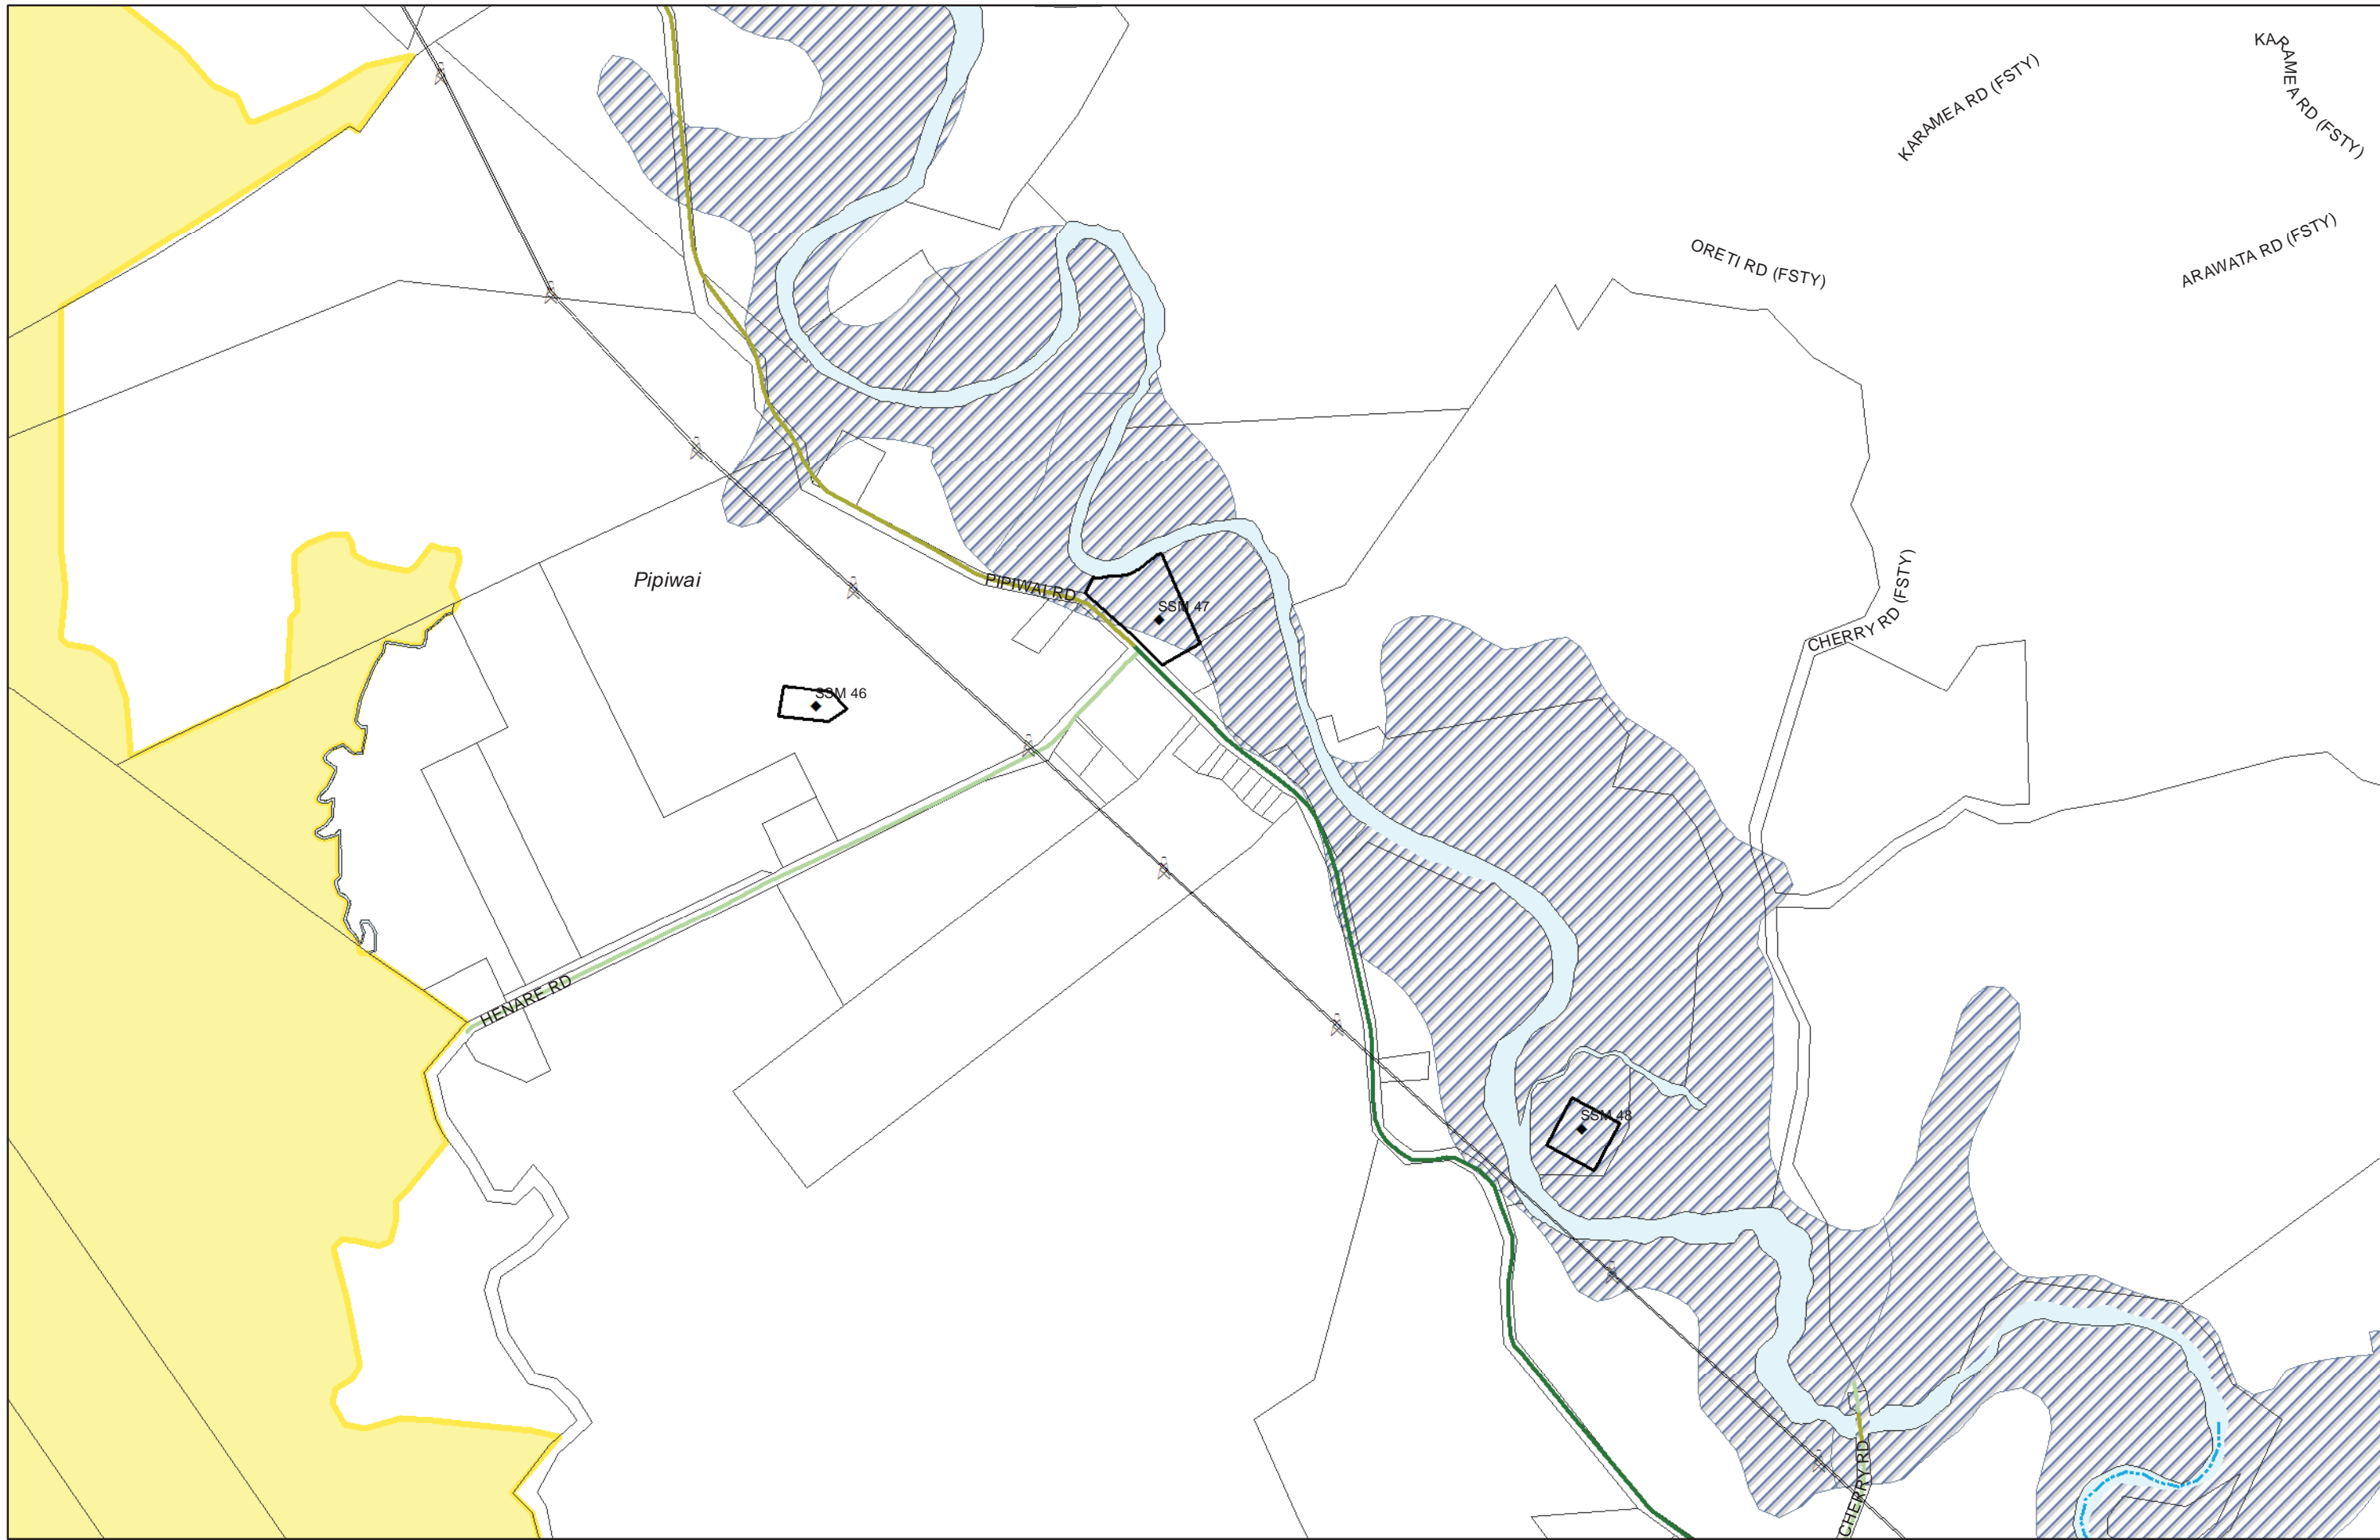 KARAMEA RD (FSTY)
KARAMEA RD (FSTY)
ORETI RD (FSTY)
ARAWATA RD (FSTY)
Pipiwai
PIPIWAI RD
SSM 47
CHERRY RD (FSTY)
SSM 46
HENARE RD
SSM 48
CHERRY RD